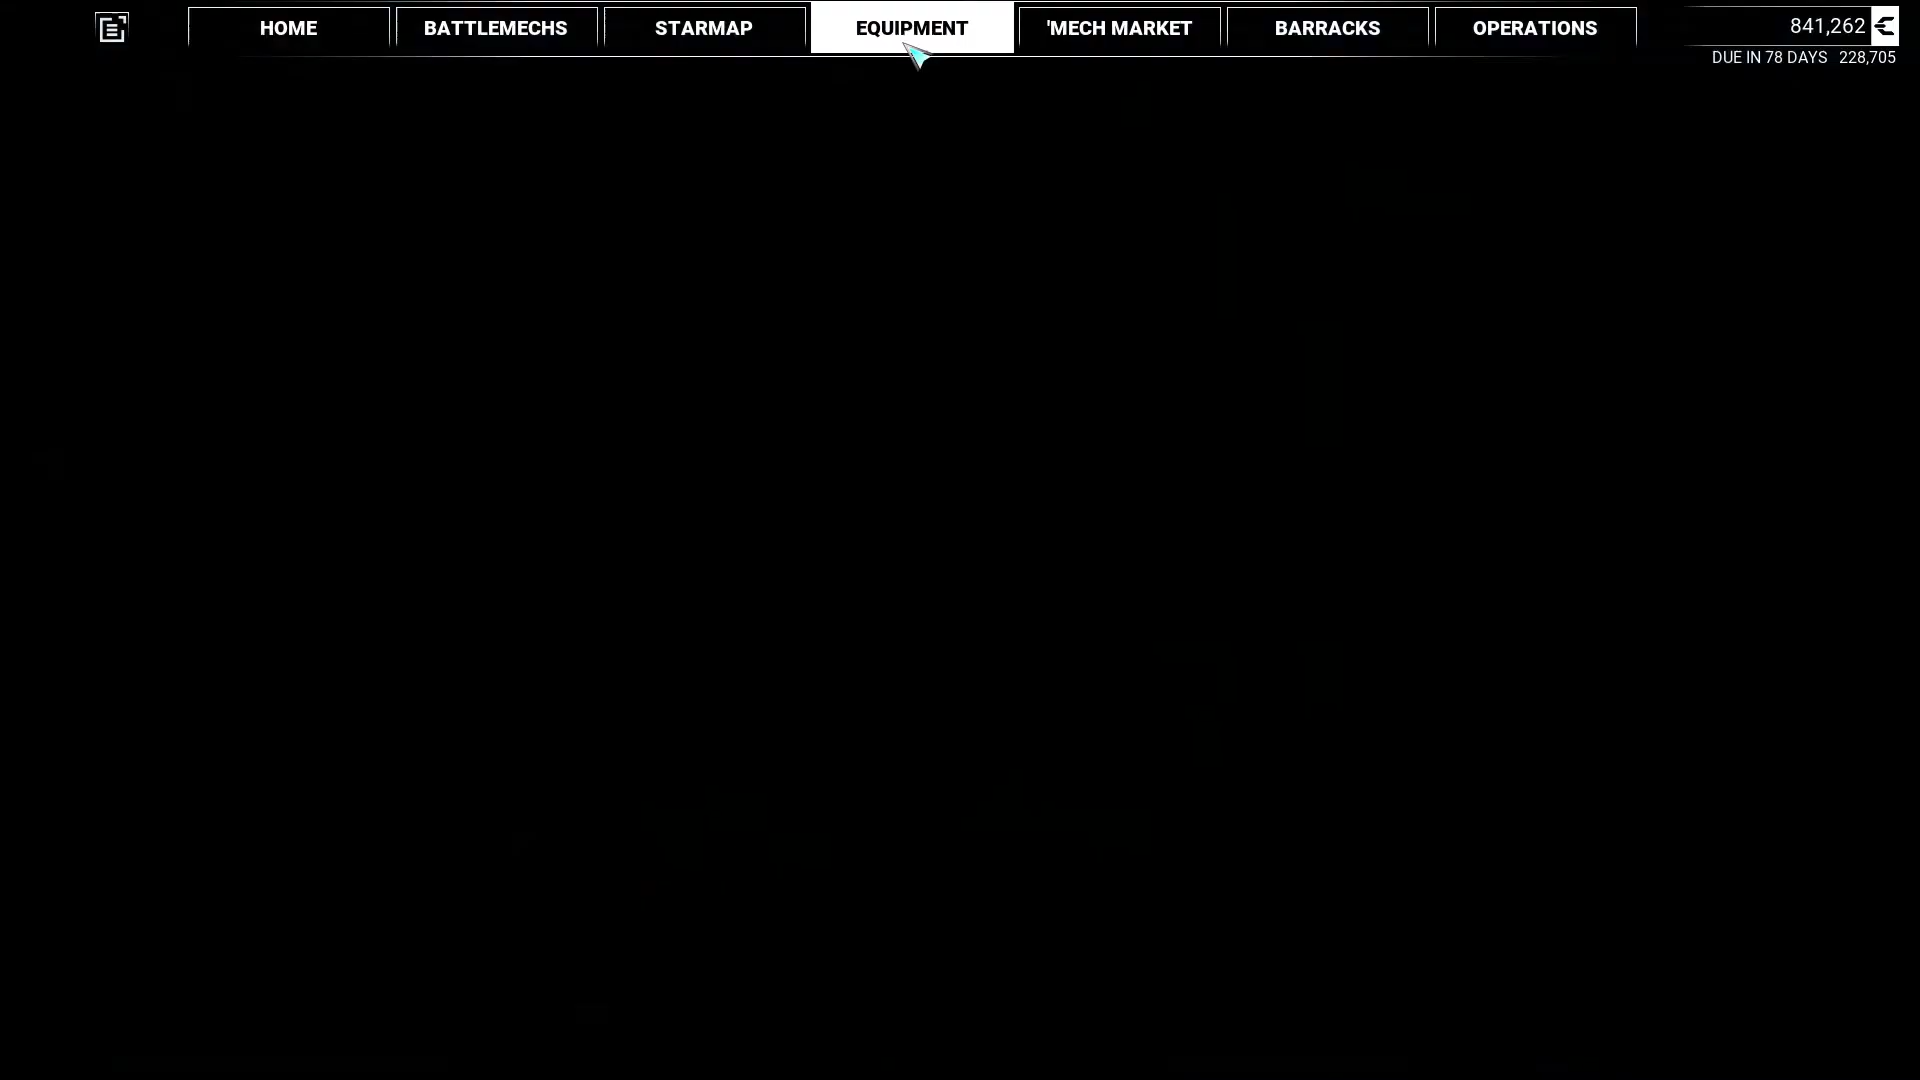 HOME
BATTLEMECHS
STARMAP
EQUIPMENT
'MECH MARKET
BARRACKS
OPERATIONS
841,262
DUE IN 78 DAYS 228,705